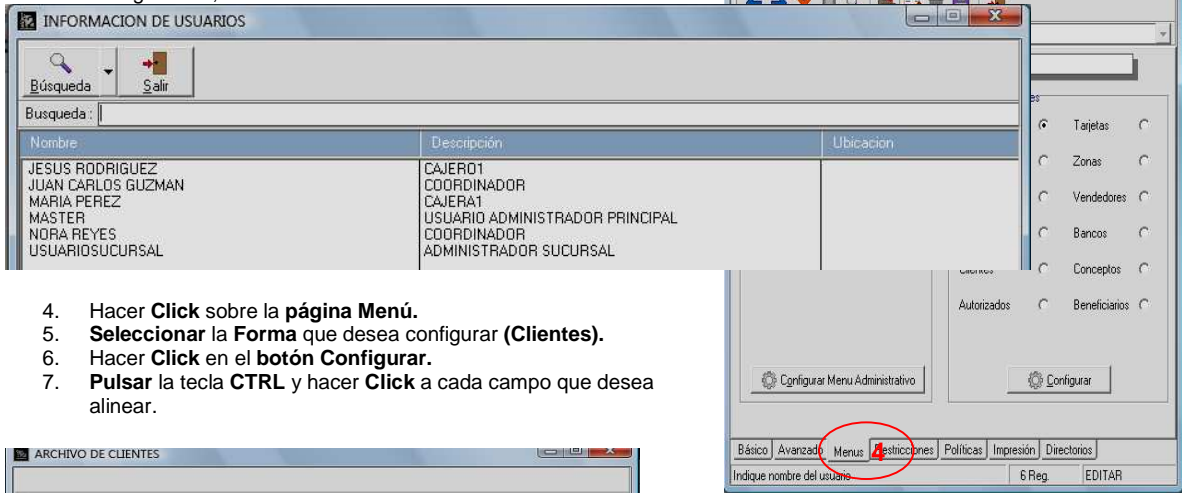 INFORMACION DE USUARIOS
Búsqueda
Salir
Busqueda :
Nombre Descripción Ubicacion
JESUS RODRIGUEZ CAJERO1
JUAN CARLOS GUZMAN COORDINADOR
MARIA PEREZ CAJERA1
MASTER USUARIO ADMINISTRADOR PRINCIPAL
NORA REYES COORDINADOR
USUARIOSUCURSAL ADMINISTRADOR SUCURSAL
4. Hacer Click sobre la página Menú.
5. Seleccionar la Forma que desea configurar (Clientes).
6. Hacer Click en el botón Configurar.
7. Pulsar la tecla CTRL y hacer Click a cada campo que desea
alinear.
ARCHIVO DE CLIENTES
Tarjetas
Zonas
Vendedores
Bancos
Clientes Conceptos
Autorizados Beneficiarios
Configurar Menu Administrativo Configurar
Básico Avanzado Menus 4 Restricciones Políticas Impresión Directorios
Indique nombre del usuario 6 Reg. EDITAR